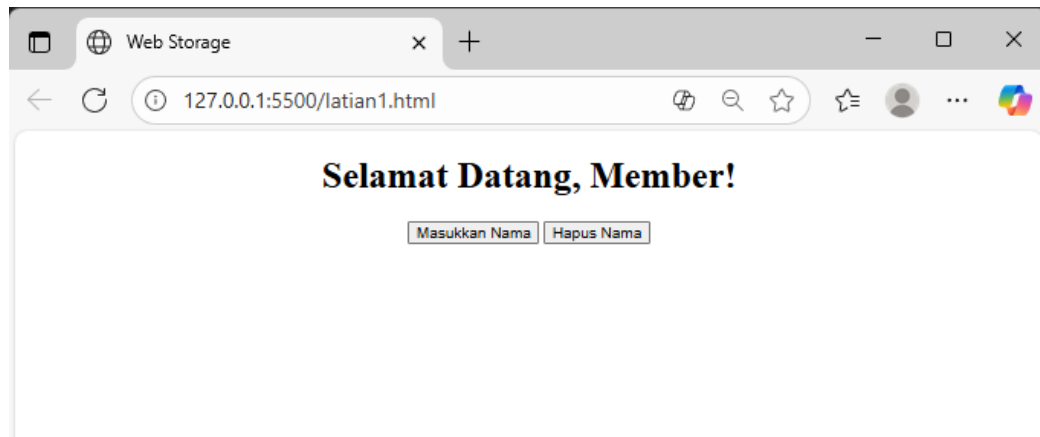 Web Storage
127.0.0.1:5500/latian1.html
Selamat Datang, Member!
Masukkan Nama Hapus Nama